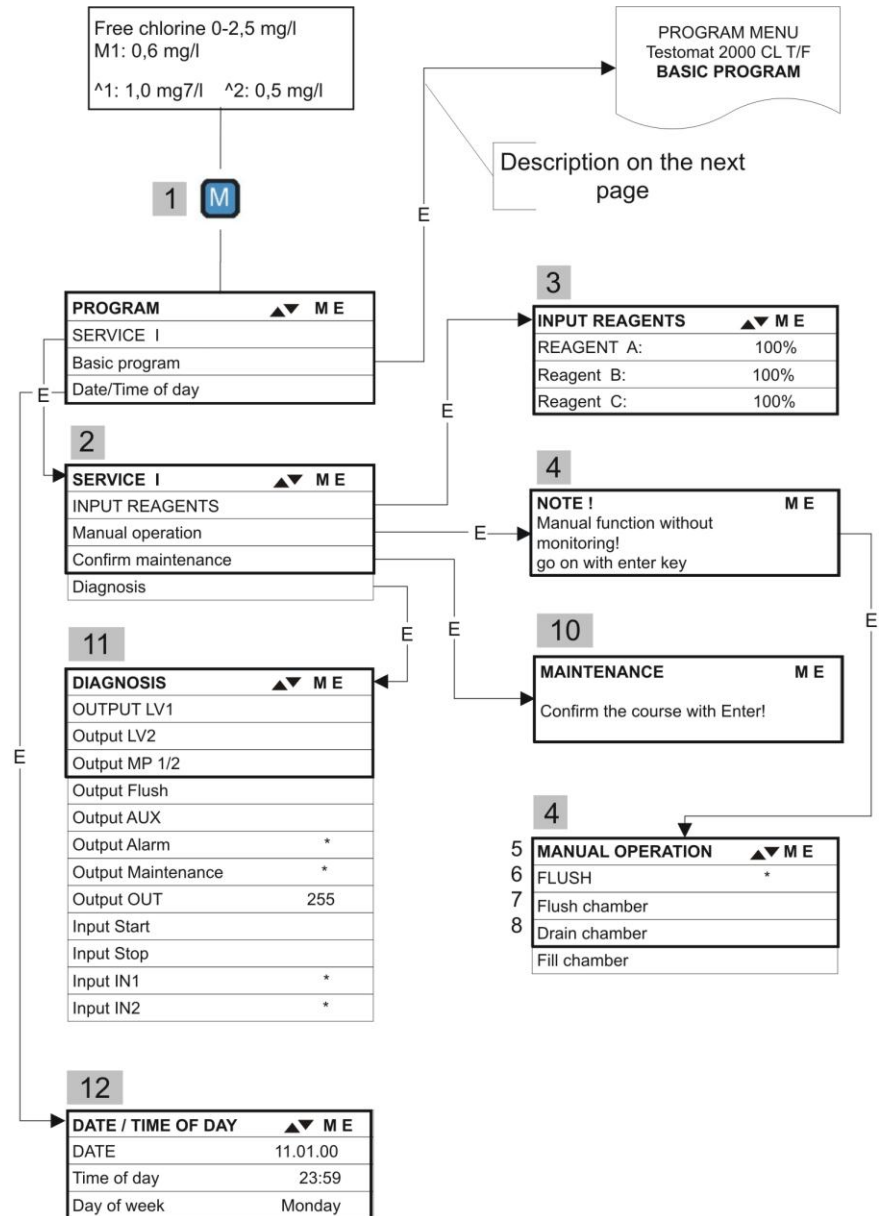 Free chlorine 0-2,5 mg/l
M1: 0,6 mg/l
^1: 1,0 mg7/l ^2: 0,5 mg/l
PROGRAM MENU
Testomat 2000 CL T/F
BASIC PROGRAM
Description on the next
page
1 M
E
PROGRAM ▲▼ M E
SERVICE I
Basic program
Date/Time of day
E
3
INPUT REAGENTS ▲▼ M E
REAGENT A: 100%
Reagent B: 100%
Reagent C: 100%
E
2
SERVICE I ▲▼ M E
INPUT REAGENTS
Manual operation
Confirm maintenance
Diagnosis
E
4
NOTE ! M E
Manual function without
monitoring!
go on with enter key
E
E
E
10
MAINTENANCE M E
Confirm the course with Enter!
11
DIAGNOSIS ▲▼ M E
OUTPUT LV1
Output LV2
Output MP 1/2
Output Flush
Output AUX
Output Alarm *
Output Maintenance *
Output OUT 255
Input Start
Input Stop
Input IN1 *
Input IN2 *
E
4
5 MANUAL OPERATION ▲▼ M E
6 FLUSH *
7 Flush chamber
8 Drain chamber
Fill chamber
12
DATE / TIME OF DAY ▲▼ M E
DATE 11.01.00
Time of day 23:59
Day of week Monday